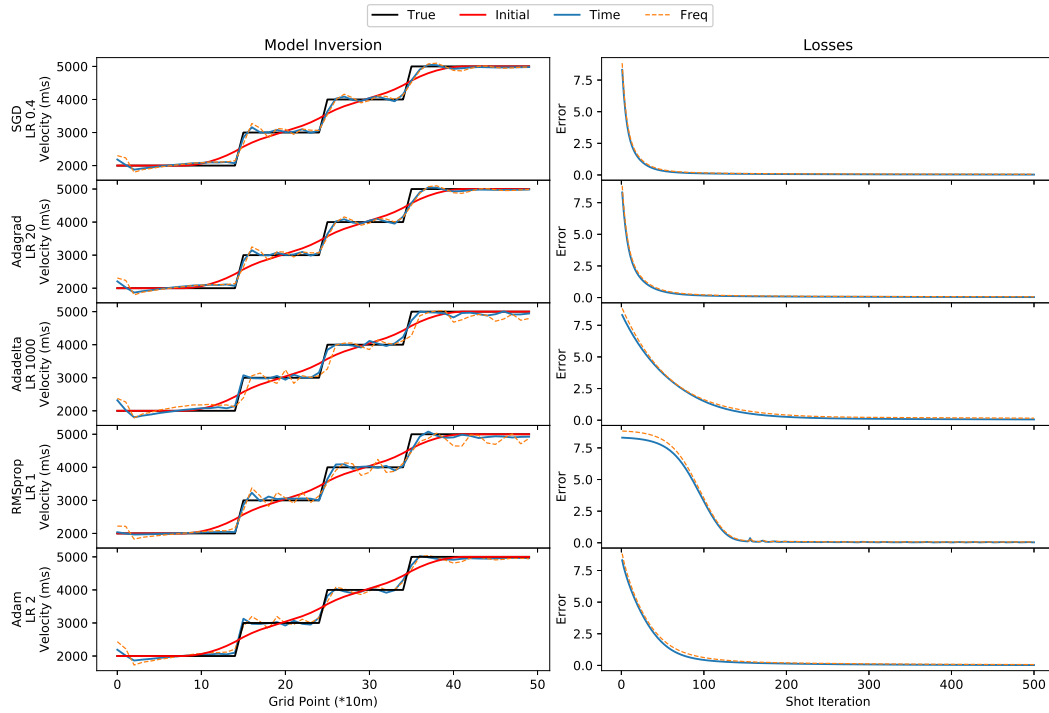 True Initial Time Freq
Model Inversion
Losses
SGD
LR 0.4
Velocity (m\s)
5000
4000
3000
2000
Error
7.5
5.0
2.5
0.0
Adagrad
LR 20
Velocity (m\s)
5000
4000
3000
2000
Error
7.5
5.0
2.5
0.0
Adadelta
LR 1000
Velocity (m\s)
5000
4000
3000
2000
Error
7.5
5.0
2.5
0.0
RMSprop
LR 1
Velocity (m\s)
5000
4000
3000
2000
Error
7.5
5.0
2.5
0.0
Adam
LR 2
Velocity (m\s)
5000
4000
3000
2000
Error
7.5
5.0
2.5
0.0
0 10 20 30 40 50
Grid Point (*10m)
0 100 200 300 400 500
Shot Iteration